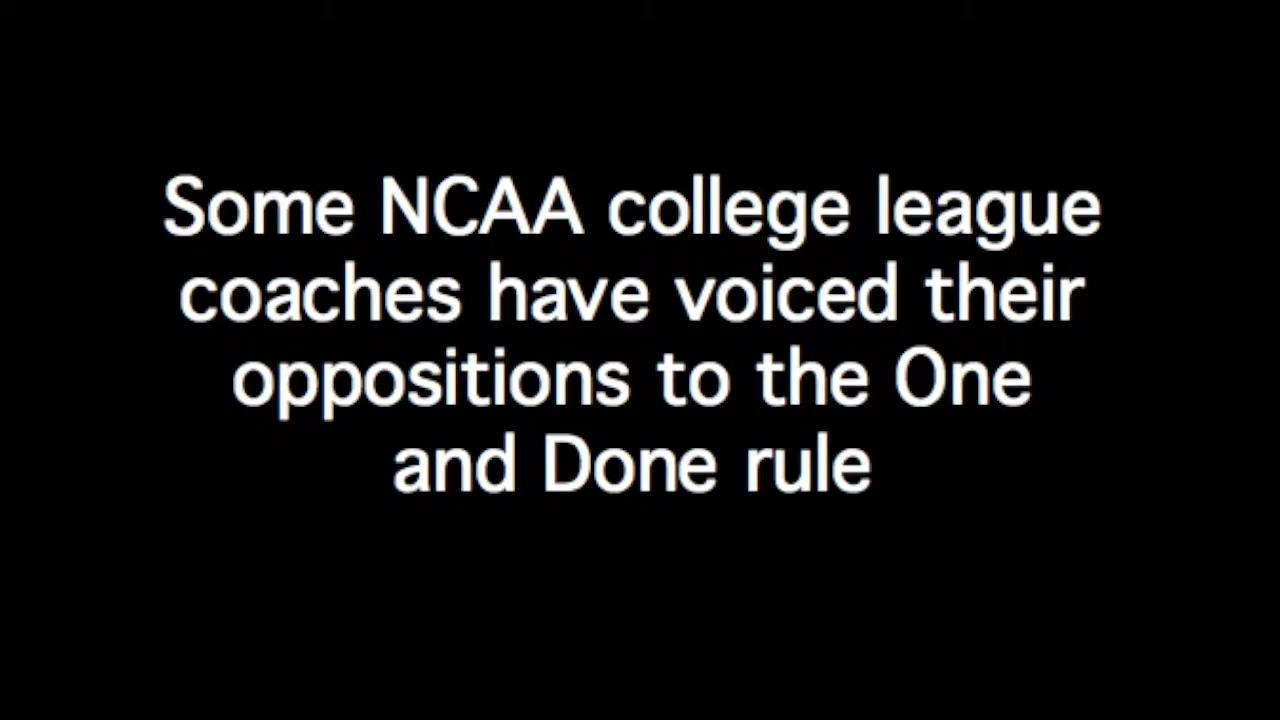 Some NCAA college league
coaches have voiced their
oppositions to the One
and Done rule